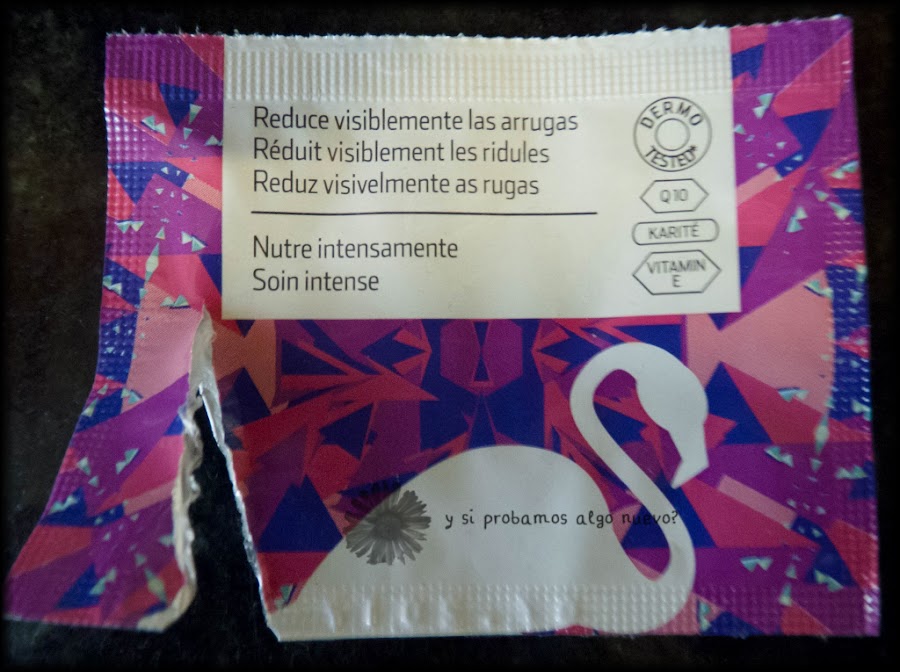 Reduce visiblemente las arrugas
Réduit visiblement les ridules
Reduz visivelmente as rugas
Nutre intensamente
Soin intense
DERMO
TESTED*
Q10
KARITÉ
VITAMIN
E
y si probamos algo nuevo?